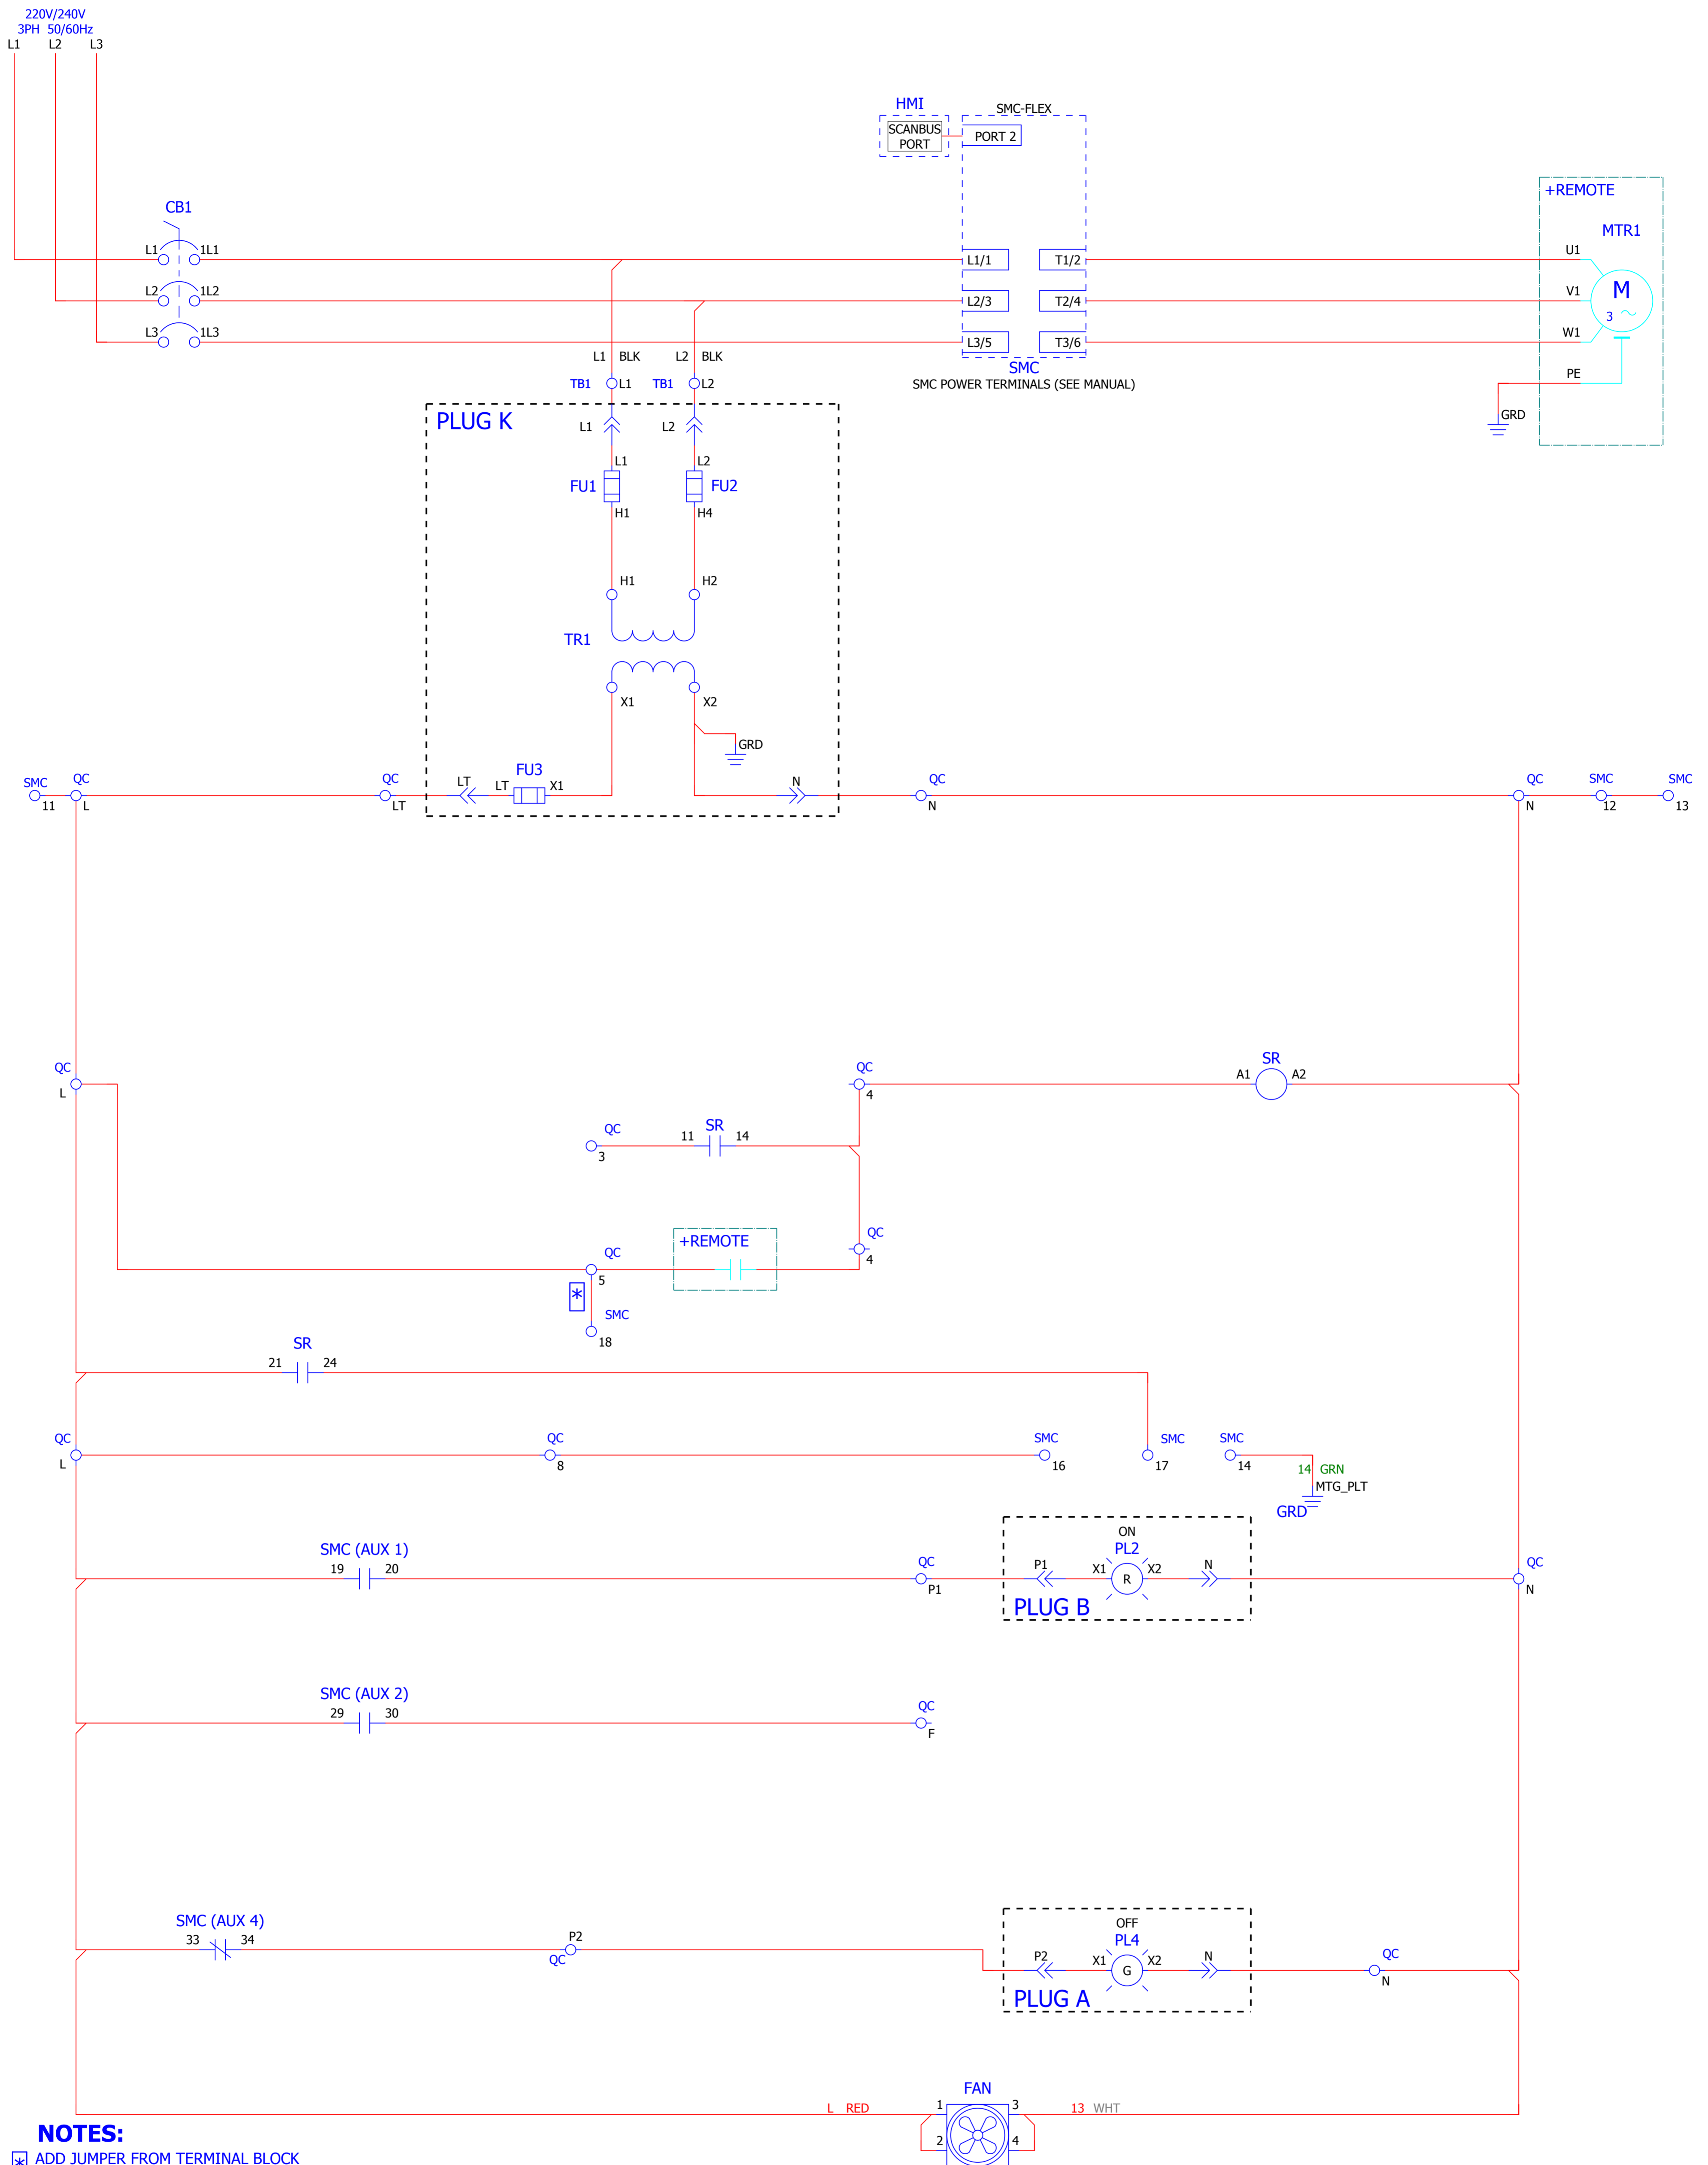 220V/240V
3PH 50/60Hz
L1 L2 L3
HMI
SMC-FLEX
SCANBUS
PORT
PORT 2
+REMOTE
CB1
MTR1
L1 1L1
L1/1 T1/2
U1
L2 1L2
L2/3 T2/4
V1
M
3
L3 1L3
L3/5 T3/6
W1
L1 BLK L2 BLK
SMC
SMC POWER TERMINALS (SEE MANUAL)
PE
TB1 L1 TB1 L2
GRD
PLUG K
L1 L2
L1 L2
FU1 FU2
H1 H4
H1 H2
TR1
X1 X2
GRD
SMC QC QC
LT LT FU3 X1
N
QC
QC SMC SMC
11 L LT
N
N 12 13
QC
L
QC
4
SR
A1 A2
QC
3
SR
11 14
QC
4
+REMOTE
QC
5
*
SMC
18
SR
21 24
QC
L
QC
8
SMC
16
SMC
17
SMC
14
14 GRN
MTG_PLT
GRD
SMC (AUX 1)
19 20
QC
P1
ON
PL2
P1 X1 R X2 N
PLUG B
QC
N
SMC (AUX 2)
29 30
QC
F
SMC (AUX 4)
33 34
P2
QC
OFF
PL4
P2 X1 G X2 N
PLUG A
QC
N
FAN
L RED
1 3
13 WHT
2 4
NOTES:
* ADD JUMPER FROM TERMINAL BLOCK